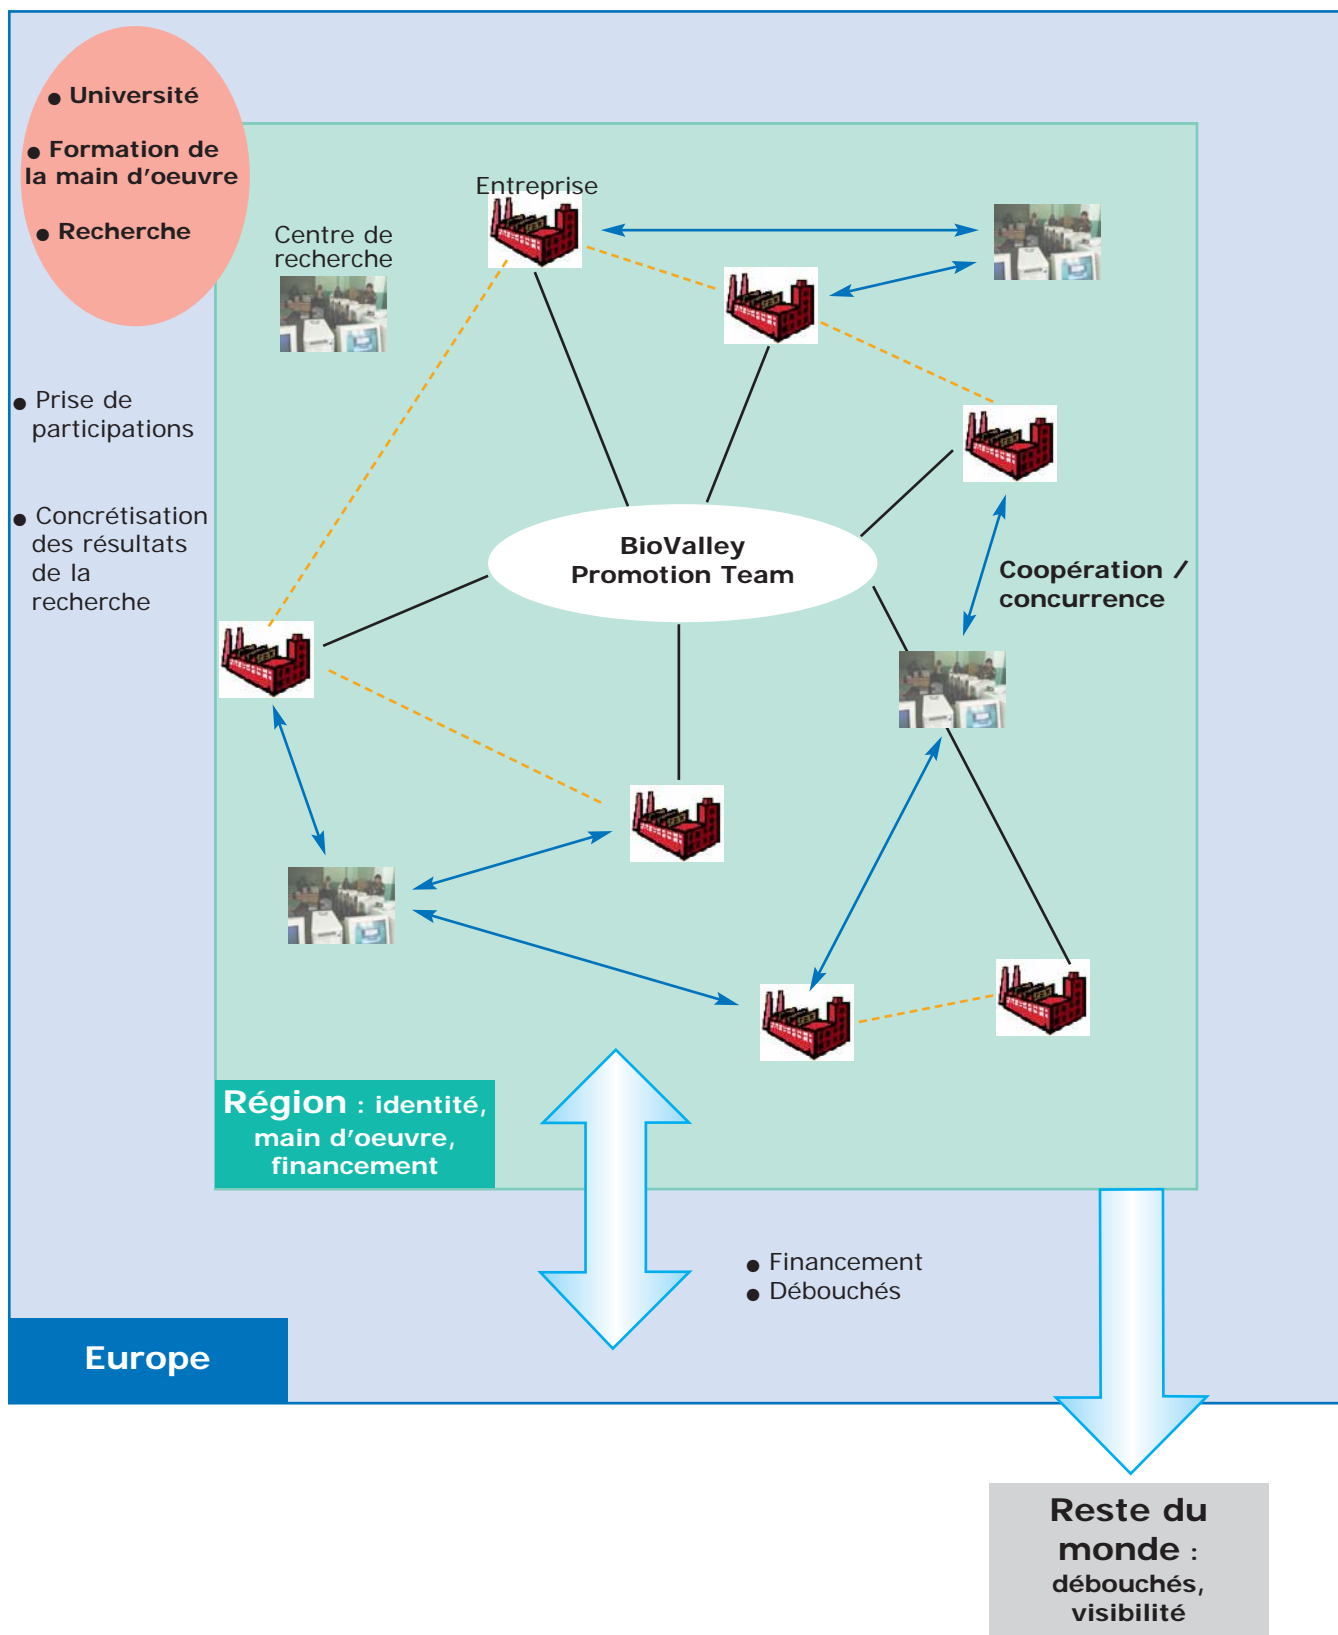 ● Université
● Formation de
la main d'oeuvre
● Recherche
Entreprise
Centre de
recherche
● Prise de
participations
● Concrétisation
des résultats
de la
recherche
BioValley
Promotion Team
Coopération /
concurrence
Région : identité,
main d'oeuvre,
financement
● Financement
● Débouchés
Europe
Reste du
monde :
débouchés,
visibilité